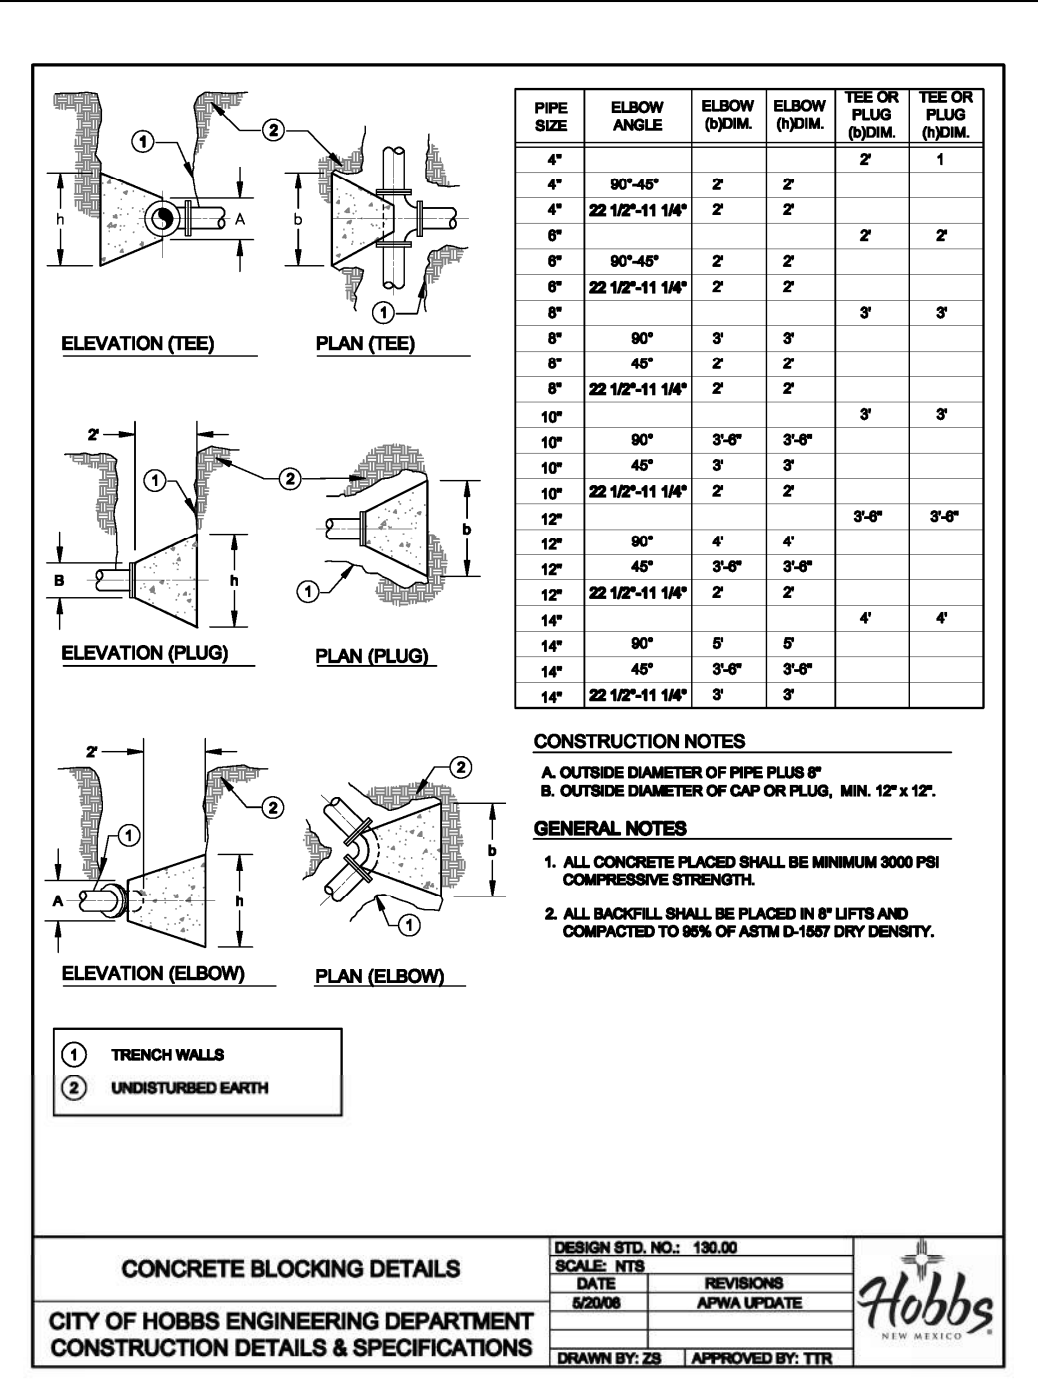 1
2
h
A
b
1
ELEVATION (TEE)
PLAN (TEE)
2'
1
2
B
h
b
1
ELEVATION (PLUG)
PLAN (PLUG)
2'
2
2
1
A
h
b
1
ELEVATION (ELBOW)
PLAN (ELBOW)
1 TRENCH WALLS
2 UNDISTURBED EARTH
PIPE SIZE ELBOW ANGLE ELBOW (b)DIM. ELBOW (h)DIM. TEE OR PLUG (b)DIM. TEE OR PLUG (h)DIM.
4" 2' 1
4" 90°-45° 2' 2'
4" 22 1/2°-11 1/4° 2' 2'
6" 2' 2'
6" 90°-45° 2' 2'
6" 22 1/2°-11 1/4° 2' 2'
8" 3' 3'
8" 90° 3' 3'
8" 45° 2' 2'
8" 22 1/2°-11 1/4° 2' 2'
10" 3' 3'
10" 90° 3'-6" 3'-6"
10" 45° 3' 3'
10" 22 1/2°-11 1/4° 2' 2'
12" 3'-6" 3'-6"
12" 90° 4' 4'
12" 45° 3'-6" 3'-6"
12" 22 1/2°-11 1/4° 2' 2'
14" 4' 4'
14" 90° 5' 5'
14" 45° 3'-6" 3'-6"
14" 22 1/2°-11 1/4° 3' 3'
CONSTRUCTION NOTES
A. OUTSIDE DIAMETER OF PIPE PLUS 8"
B. OUTSIDE DIAMETER OF CAP OR PLUG, MIN. 12" x 12".
GENERAL NOTES
1. ALL CONCRETE PLACED SHALL BE MINIMUM 3000 PSI
COMPRESSIVE STRENGTH.
2. ALL BACKFILL SHALL BE PLACED IN 8" LIFTS AND
COMPACTED TO 95% OF ASTM D-1557 DRY DENSITY.
CONCRETE BLOCKING DETAILS
CITY OF HOBBS ENGINEERING DEPARTMENT
CONSTRUCTION DETAILS & SPECIFICATIONS
DESIGN STD. NO.: 130.00
SCALE: NTS
DATE REVISIONS
5/20/08 APWA UPDATE
DRAWN BY: ZS APPROVED BY: TTR
Hobbs
NEW MEXICO